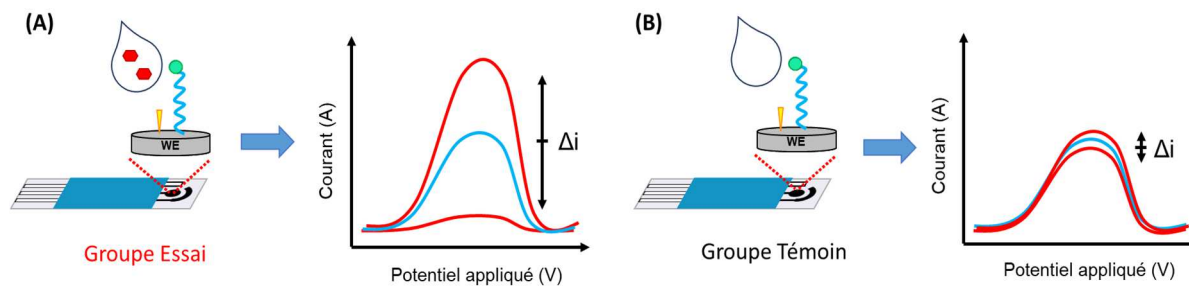 (A)
WE
Groupe Essai
Courant (A)
Δi
Potentiel appliqué (V)
(B)
WE
Groupe Témoin
Courant (A)
Δi
Potentiel appliqué (V)